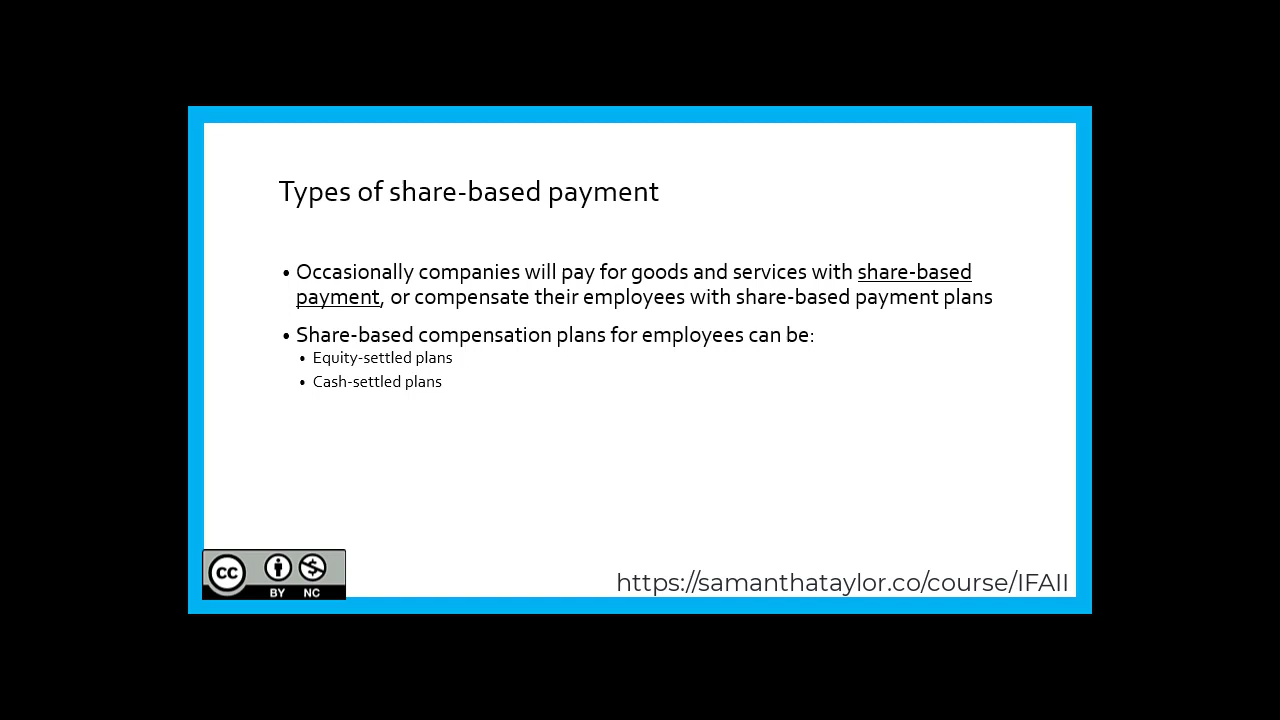 Types of share-based payment
• Occasionally companies will pay for goods and services with share-based
payment, or compensate their employees with share-based payment plans
• Share-based compensation plans for employees can be:
• Equity-settled plans
• Cash-settled plans
cc BY NC
https://samanthataylor.co/course/IFAII